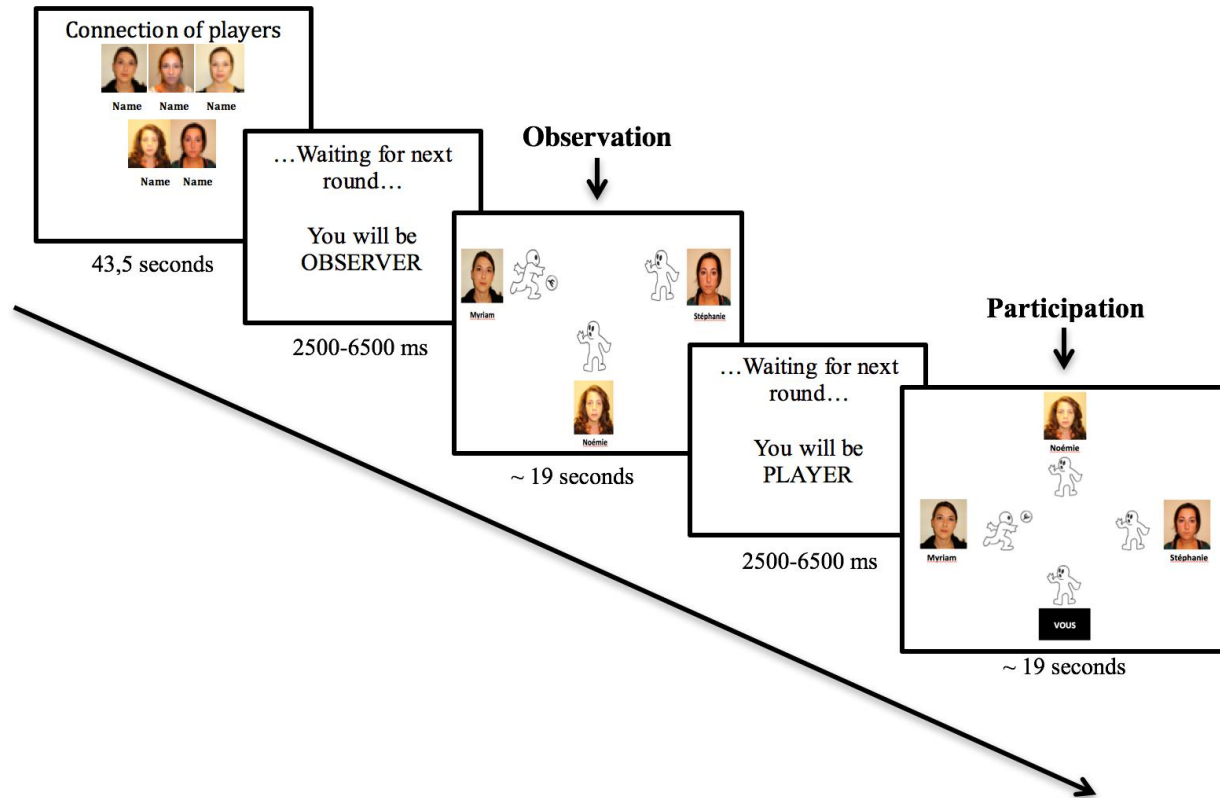 Connection of players
Name Name Name
Name Name
43,5 seconds
...Waiting for next
round...
You will be
OBSERVER
2500-6500 ms
Observation
Myriam
Stéphanie
Noémie
~ 19 seconds
...Waiting for next
round...
You will be
PLAYER
2500-6500 ms
Participation
Noémie
Myriam
Stéphanie
VOUS
~ 19 seconds